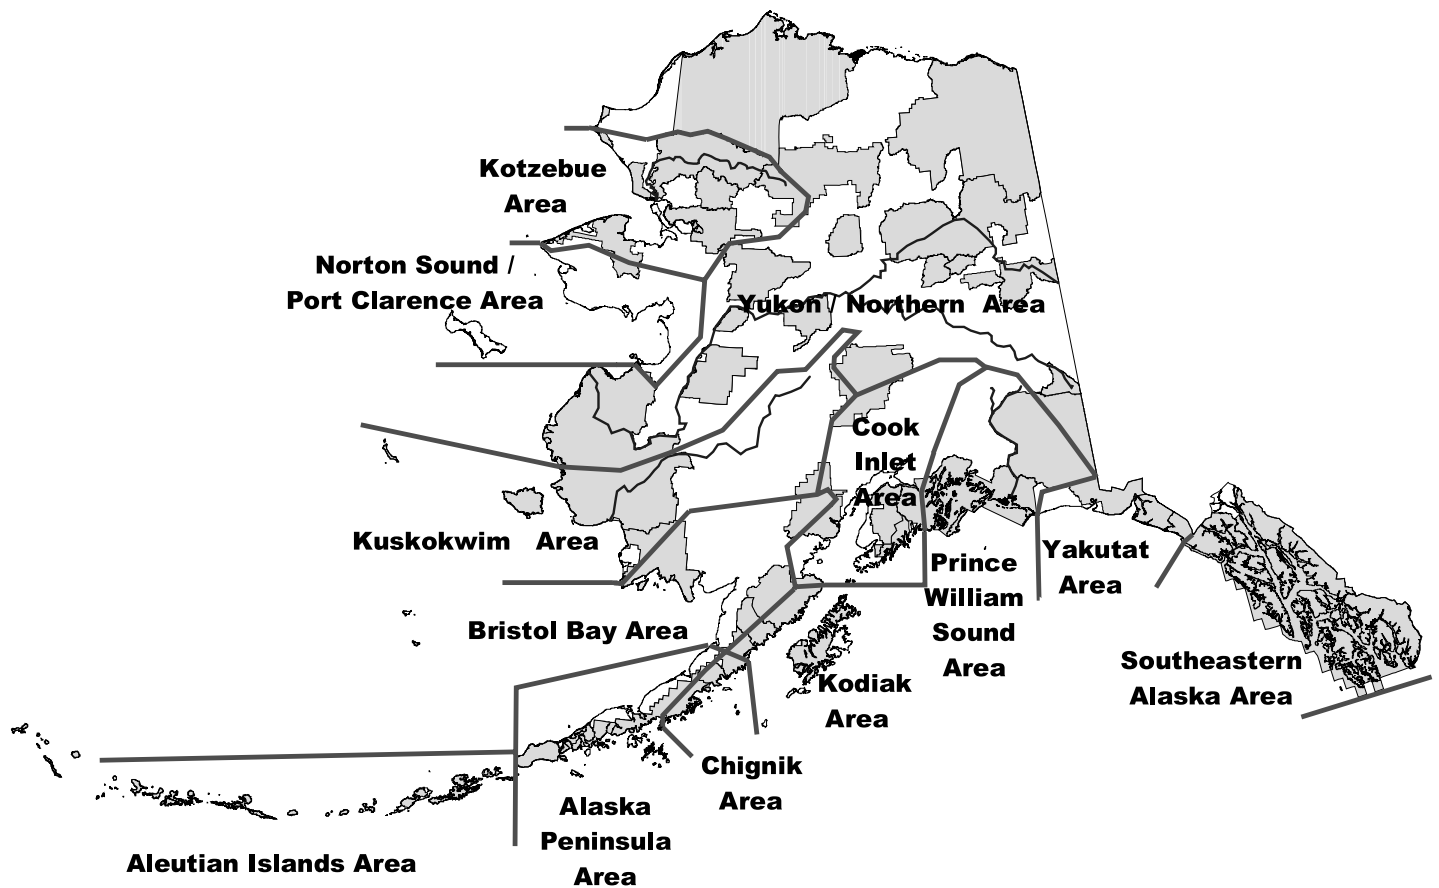 Kotzebue
Area
Norton Sound /
Port Clarence Area
Yukon / Northern Area
Cook
Inlet
Area
Kuskokwim Area
Prince
William
Sound
Area
Yakutat
Area
Bristol Bay Area
Southeastern
Alaska Area
Kodiak
Area
Chignik
Area
Alaska
Peninsula
Area
Aleutian Islands Area